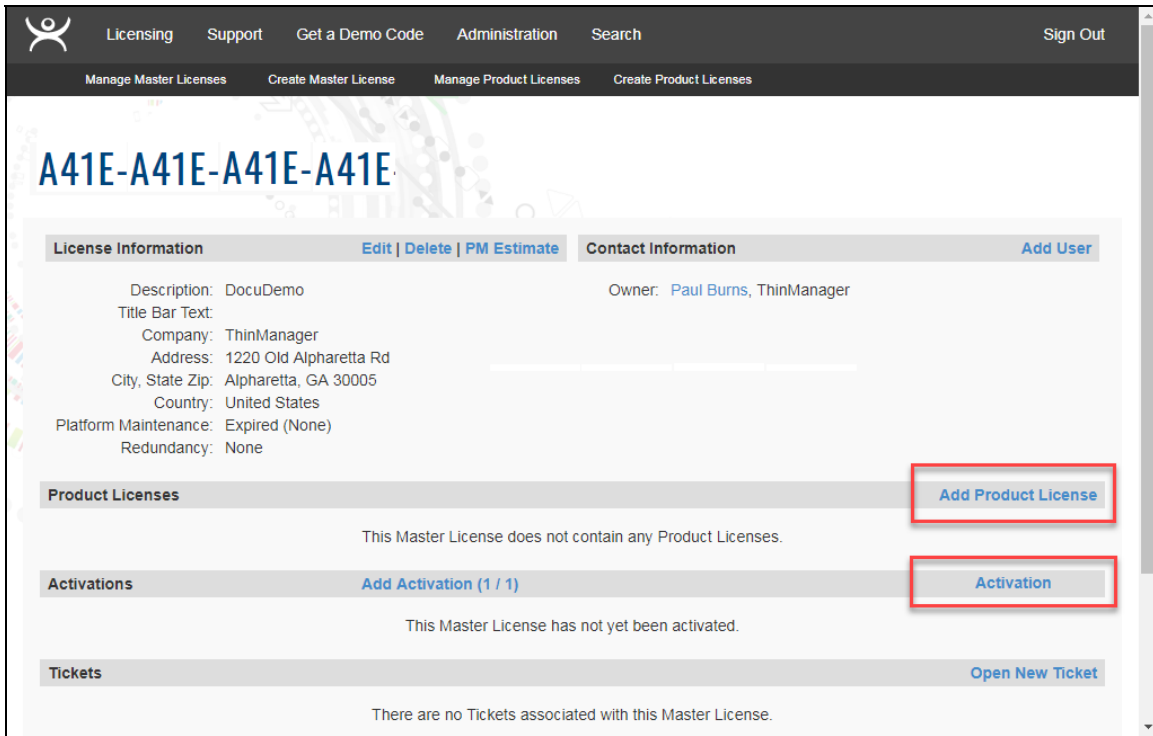 Licensing Support Get a Demo Code Administration Search Sign Out
Manage Master Licenses Create Master License Manage Product Licenses Create Product Licenses
A41E-A41E-A41E-A41E-
License Information Edit | Delete | PM Estimate Contact Information Add User
Description: DocuDemo Owner: Paul Burns, ThinManager
Title Bar Text:
Company: ThinManager
Address: 1220 Old Alpharetta Rd
City, State Zip: Alpharetta, GA 30005
Country: United States
Platform Maintenance: Expired (None)
Redundancy: None
Product Licenses Add Product License
This Master License does not contain any Product Licenses.
Activations Add Activation (1 / 1) Activation
This Master License has not yet been activated.
Tickets Open New Ticket
There are no Tickets associated with this Master License.